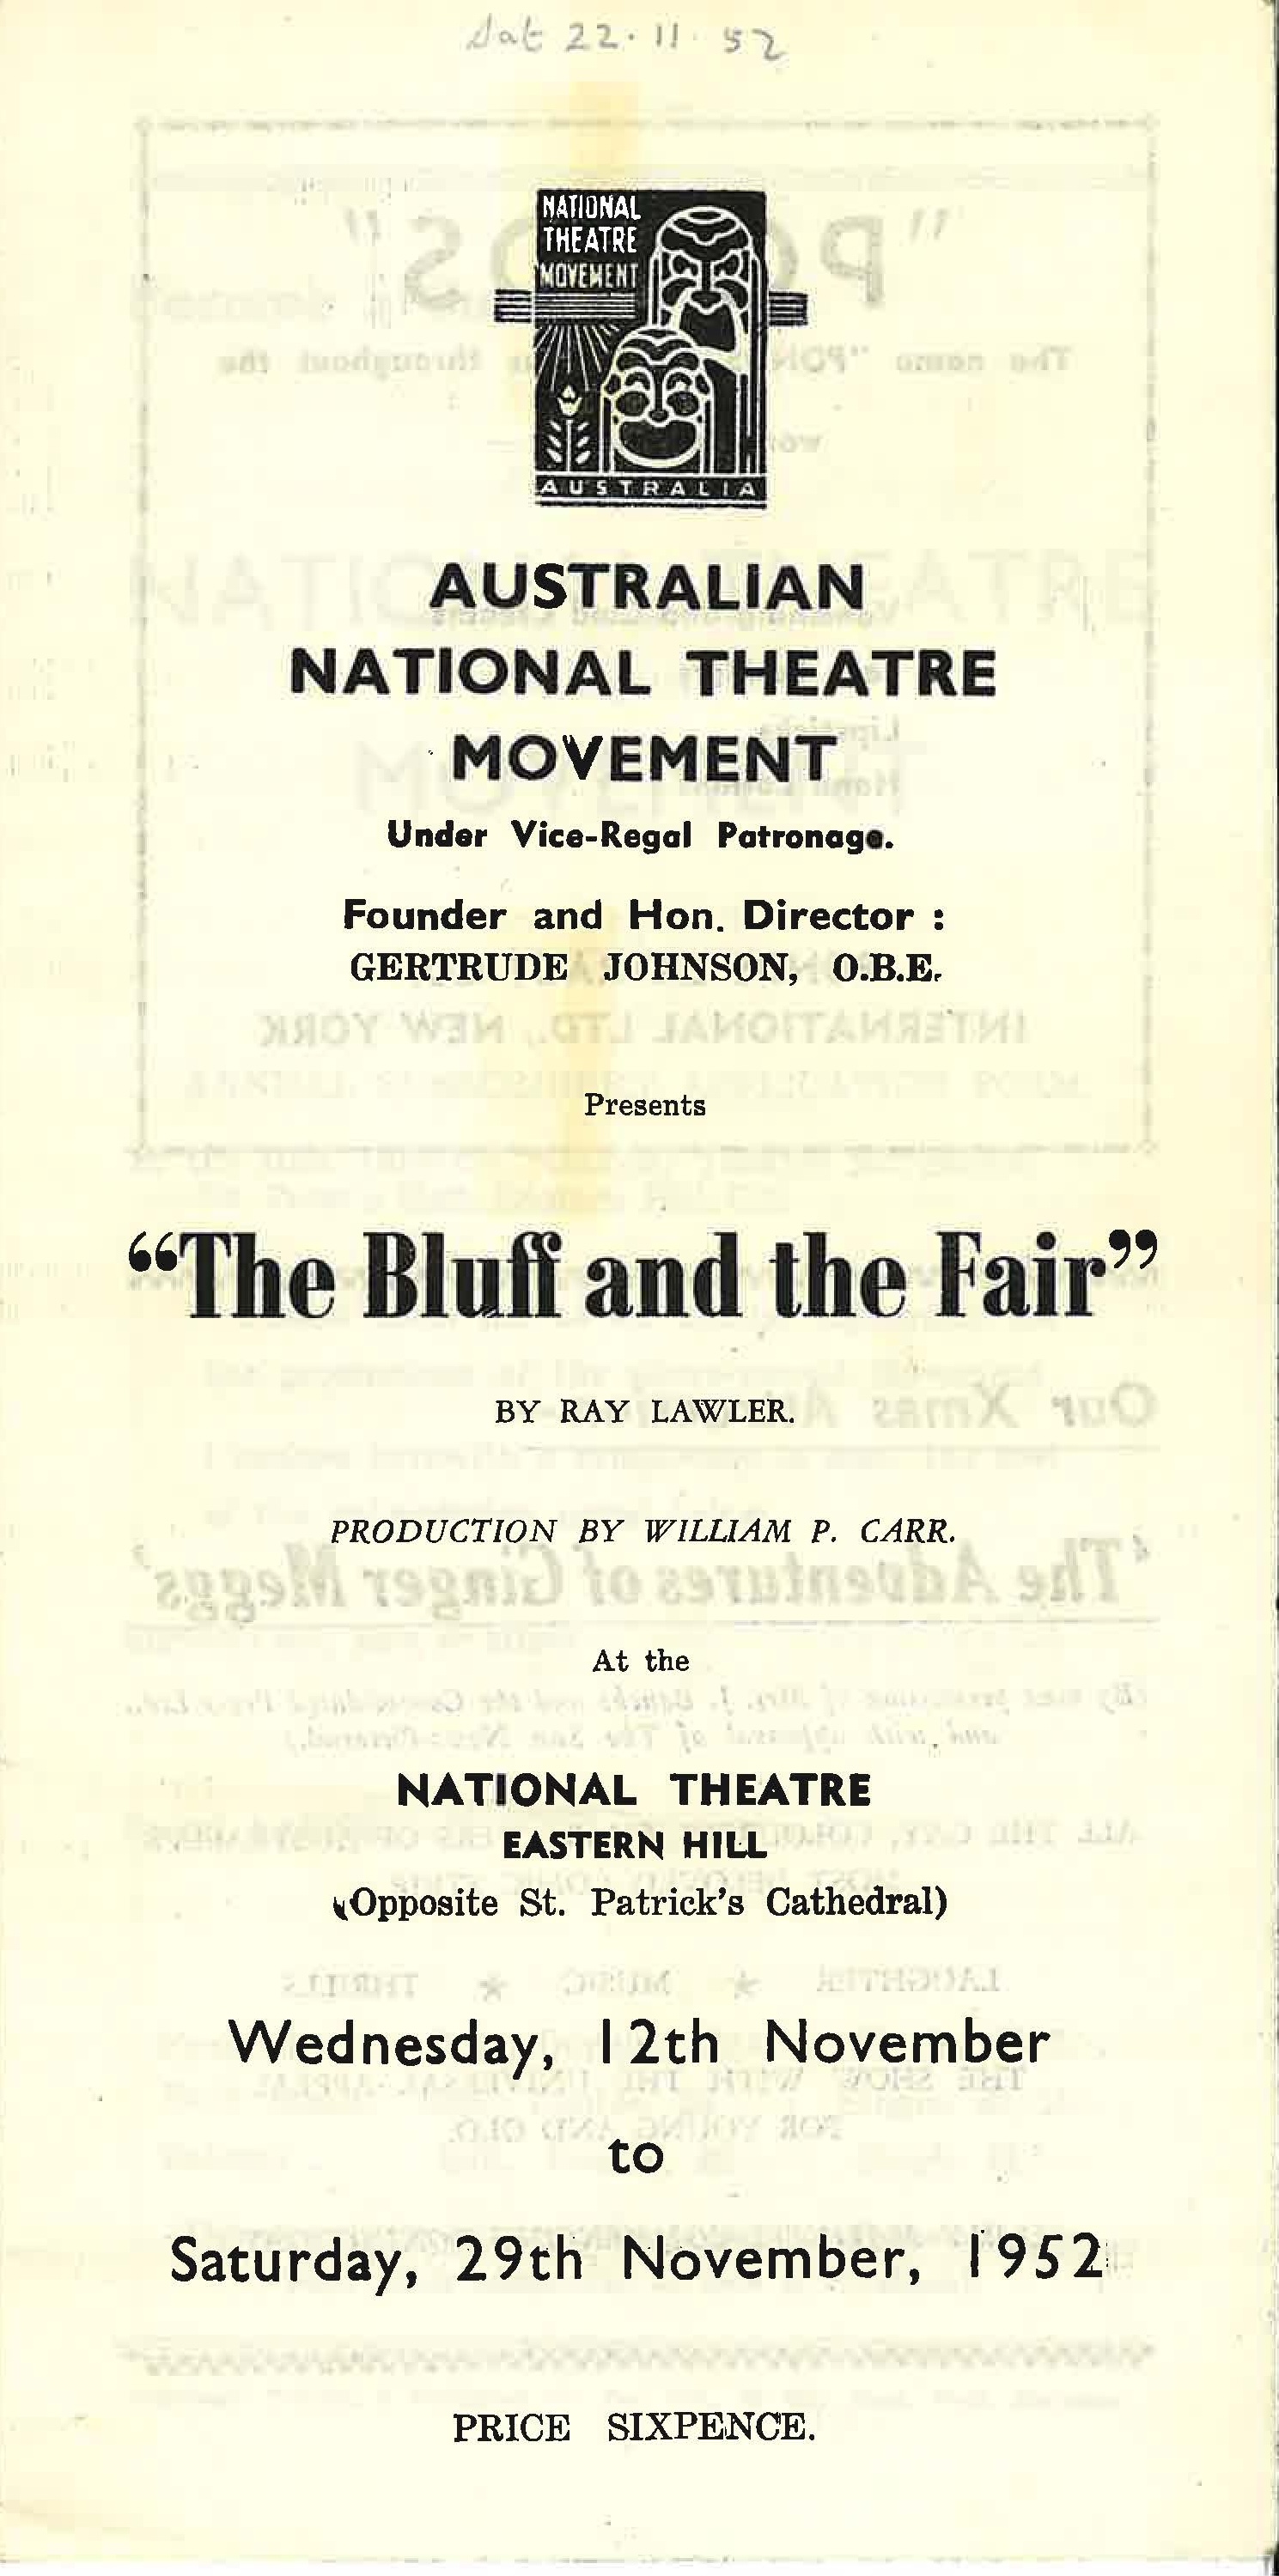 Sat 22.11.52
NATIONAL
THEATRE
MOVEMENT
AUSTRALIA
AUSTRALIAN
NATIONAL THEATRE
MOVEMENT
Under Vice-Regal Patronage.
Founder and Hon. Director :
GERTRUDE JOHNSON, O.B.E.
Presents
“The Bluff and the Fair”
BY RAY LAWLER.
PRODUCTION BY WILLIAM P. CARR.
At the
NATIONAL THEATRE
EASTERN HILL
(Opposite St. Patrick's Cathedral)
Wednesday, 12th November
to
Saturday, 29th November, 1952
PRICE SIXPENCE.